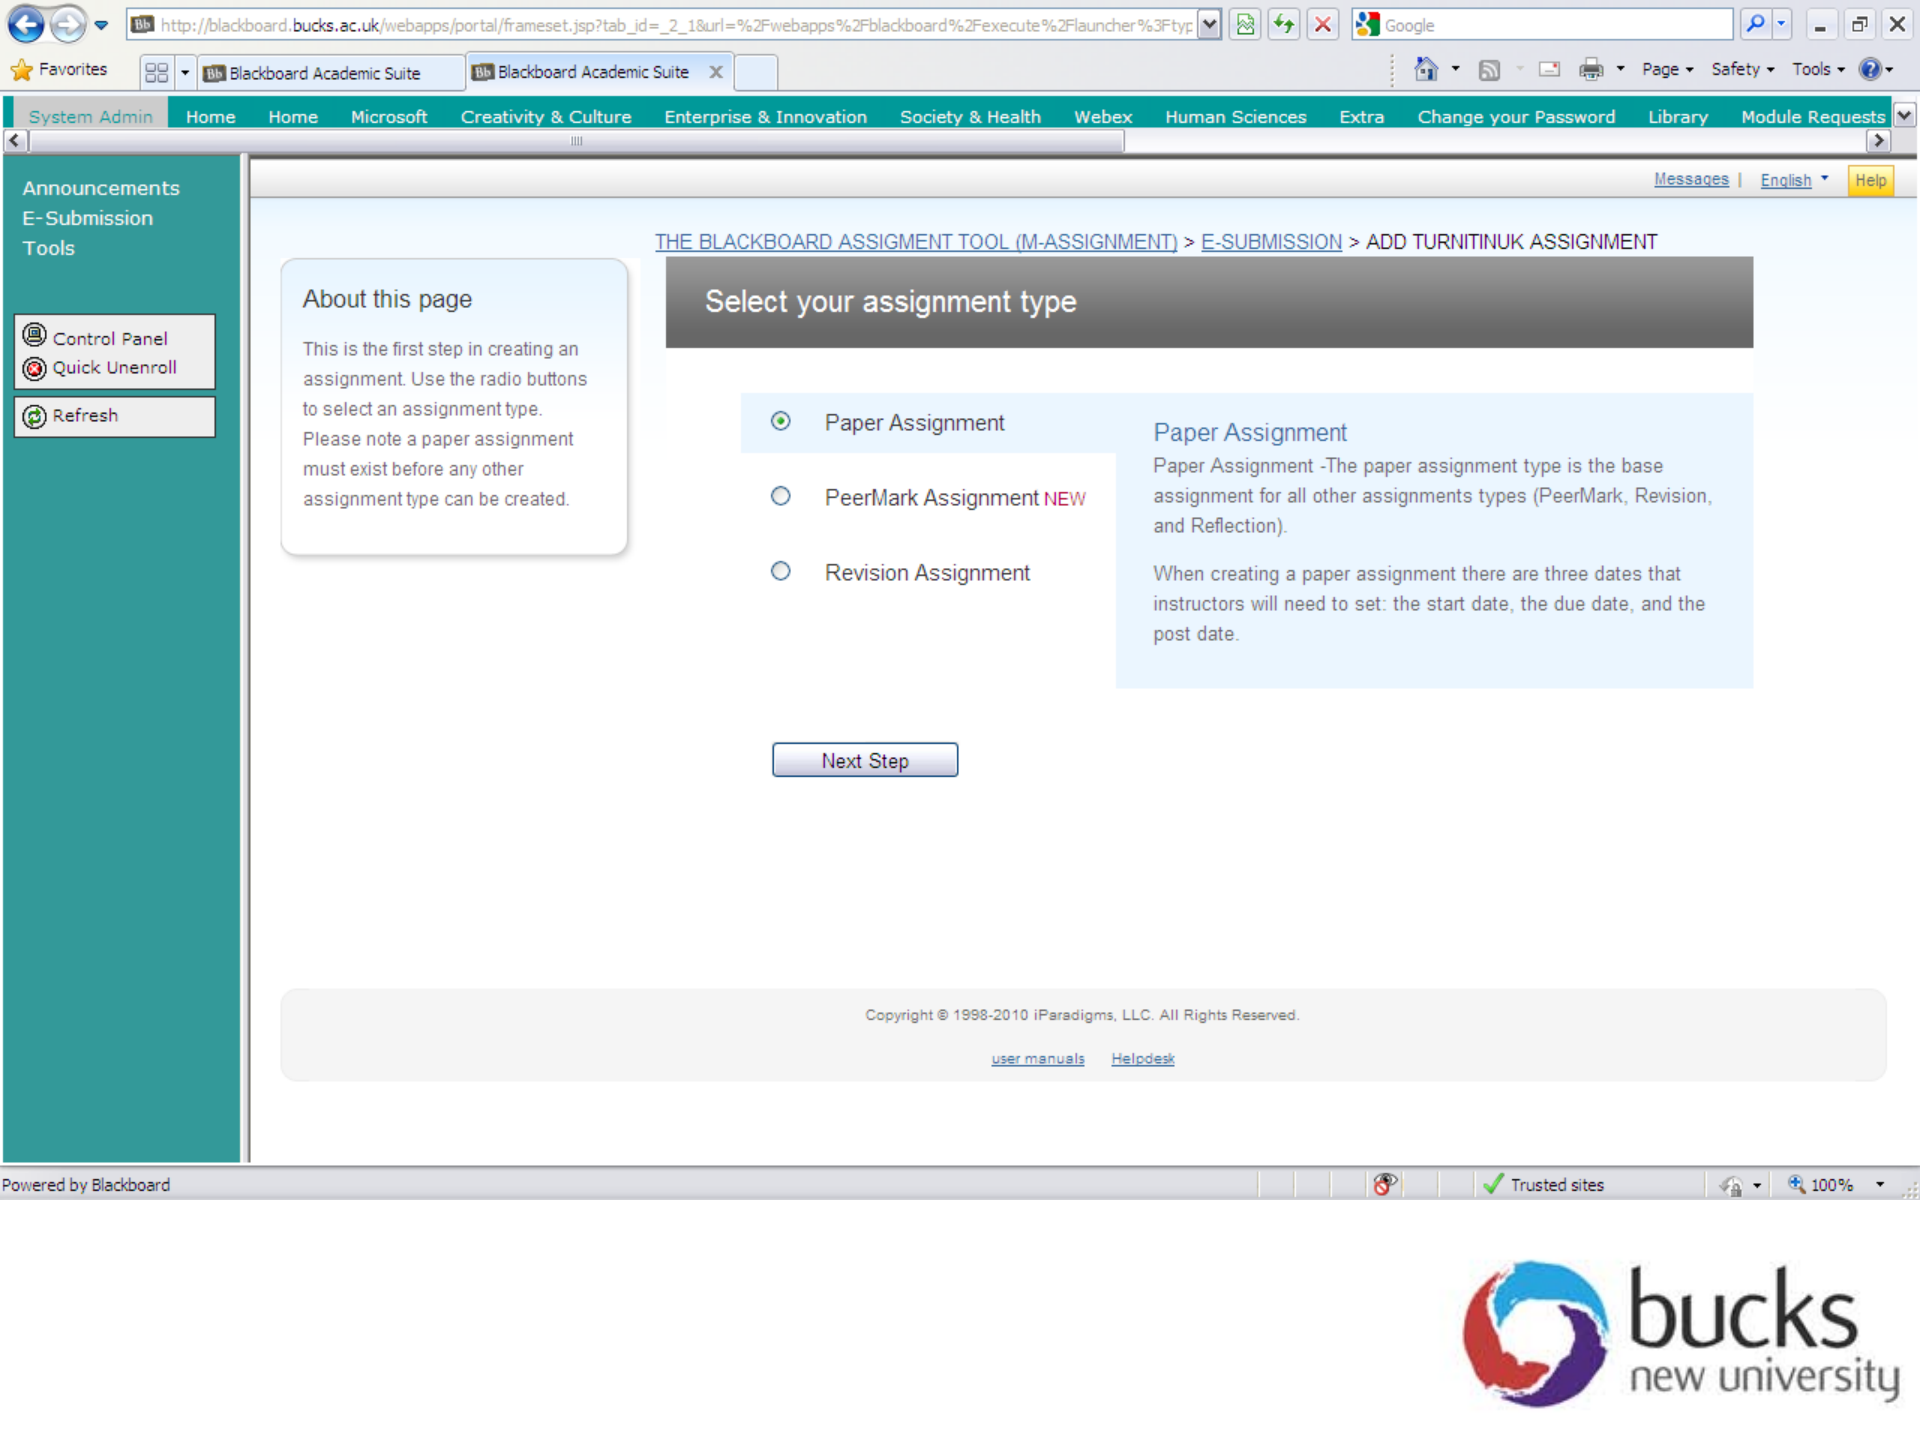 http://blackboard.bucks.ac.uk/webapps/portal/frameset.jsp?tab_id=_2_1&url=%2Fwebapps%2Fblackboard%2Fexecute%2Flauncher%3Ftyp
Google
Favorites
Bb Blackboard Academic Suite
Bb Blackboard Academic Suite
Page
Safety
Tools
System Admin
Home
Home
Microsoft
Creativity & Culture
Enterprise & Innovation
Society & Health
Webex
Human Sciences
Extra
Change your Password
Library
Module Requests
Announcements
E-Submission
Tools
Control Panel
Quick Unenroll
Refresh
Messages | English
Help
THE BLACKBOARD ASSIGMENT TOOL (M-ASSIGNMENT) > E-SUBMISSION > ADD TURNITINUK ASSIGNMENT
About this page
This is the first step in creating an
assignment. Use the radio buttons
to select an assignment type.
Please note a paper assignment
must exist before any other
assignment type can be created.
Select your assignment type
Paper Assignment
PeerMark Assignment NEW
Revision Assignment
Paper Assignment
Paper Assignment -The paper assignment type is the base
assignment for all other assignments types (PeerMark, Revision,
and Reflection).
When creating a paper assignment there are three dates that
instructors will need to set: the start date, the due date, and the
post date.
Next Step
Copyright © 1998-2010 iParadigms, LLC. All Rights Reserved.
user manuals
Helpdesk
Powered by Blackboard
Trusted sites
100%
bucks
new university